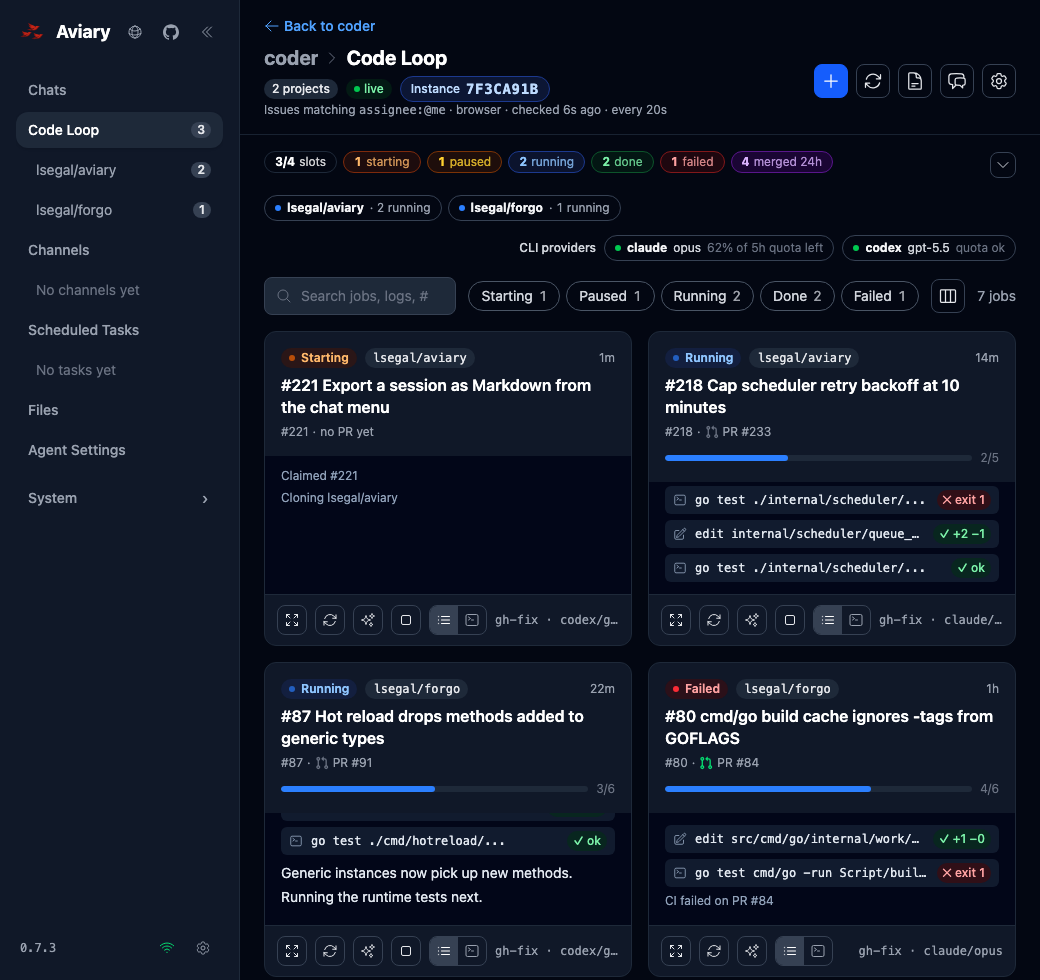 Aviary
Chats
Code Loop 3
lsegal/aviary 2
lsegal/forgo 1
Channels
No channels yet
Scheduled Tasks
No tasks yet
Files
Agent Settings
System
0.7.3
Back to coder
coder Code Loop
2 projects live Instance 7F3CA91B
Issues matching assignee:@me · browser · checked 6s ago · every 20s
3/4 slots 1 starting 1 paused 2 running 2 done 1 failed 4 merged 24h
lsegal/aviary · 2 running lsegal/forgo · 1 running
CLI providers claude opus 62% of 5h quota left codex gpt-5.5 quota ok
Search jobs, logs, # Starting 1 Paused 1 Running 2 Done 2 Failed 1 7 jobs
Starting lsegal/aviary 1m
#221 Export a session as Markdown from
the chat menu
#221 · no PR yet
Claimed #221
Cloning lsegal/aviary
gh-fix · codex/g…
Running lsegal/aviary 14m
#218 Cap scheduler retry backoff at 10
minutes
#218 · PR #233
2/5
go test ./internal/scheduler/... exit 1
edit internal/scheduler/queue_… +2 −1
go test ./internal/scheduler/... ok
gh-fix · claude/…
Running lsegal/forgo 22m
#87 Hot reload drops methods added to
generic types
#87 · PR #91
3/6
go test ./cmd/hotreload/... ok
Generic instances now pick up new methods.
Running the runtime tests next.
gh-fix · codex/g…
Failed lsegal/forgo 1h
#80 cmd/go build cache ignores -tags from
GOFLAGS
#80 · PR #84
4/6
edit src/cmd/go/internal/work/… +1 −0
go test cmd/go -run Script/buil… exit 1
CI failed on PR #84
gh-fix · claude/opus